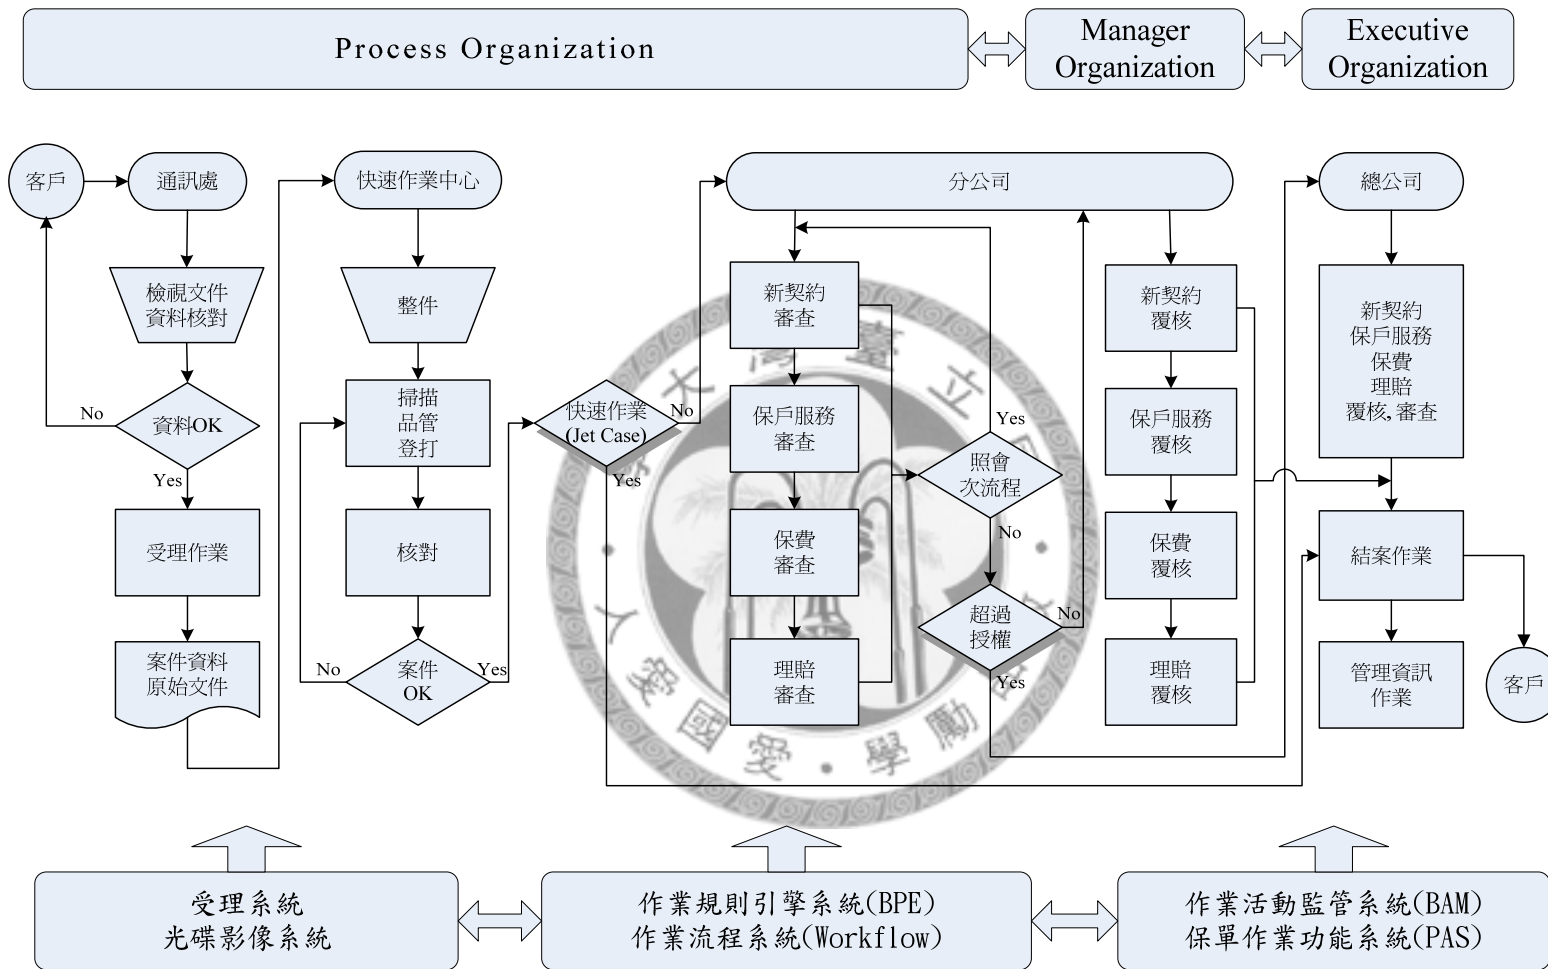 Process Organization
Manager
Organization
Executive
Organization
客戶
通訊處
快速作業中心
分公司
總公司
檢視文件
資料核對
整件
新契約
審查
新契約
覆核
新契約
保戶服務
保費
理賠
覆核,審查
資料OK
No
Yes
掃描
品管
登打
快速作業
(Jet Case)
No
Yes
保戶服務
審查
照會
次流程
Yes
No
保戶服務
覆核
受理作業
核對
保費
審查
保費
覆核
結案作業
案件資料
原始文件
案件
OK
No
Yes
理賠
審查
超過
授權
No
Yes
理賠
覆核
管理資訊
作業
客戶
大灣臺立
人愛國愛·學勵
受理系統
光碟影像系統
作業規則引擎系統(BPE)
作業流程系統(Workflow)
作業活動監管系統(BAM)
保單作業功能系統(PAS)